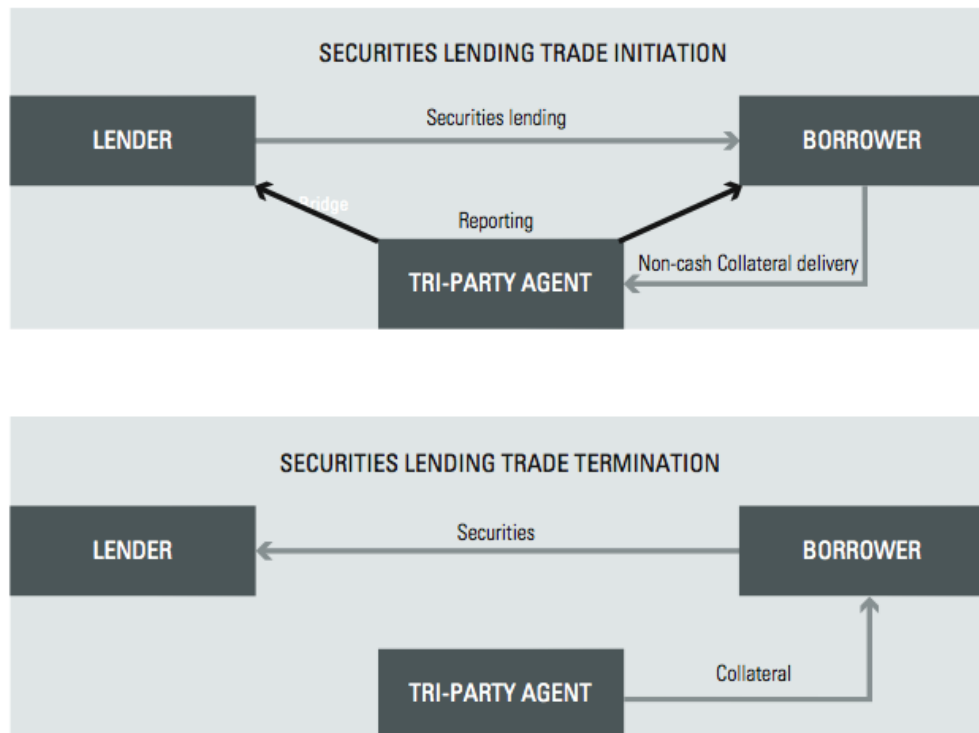 SECURITIES LENDING TRADE INITIATION
Securities lending
LENDER
BORROWER
Bridge
Reporting
Non-cash Collateral delivery
TRI-PARTY AGENT
SECURITIES LENDING TRADE TERMINATION
Securities
LENDER
BORROWER
Collateral
TRI-PARTY AGENT